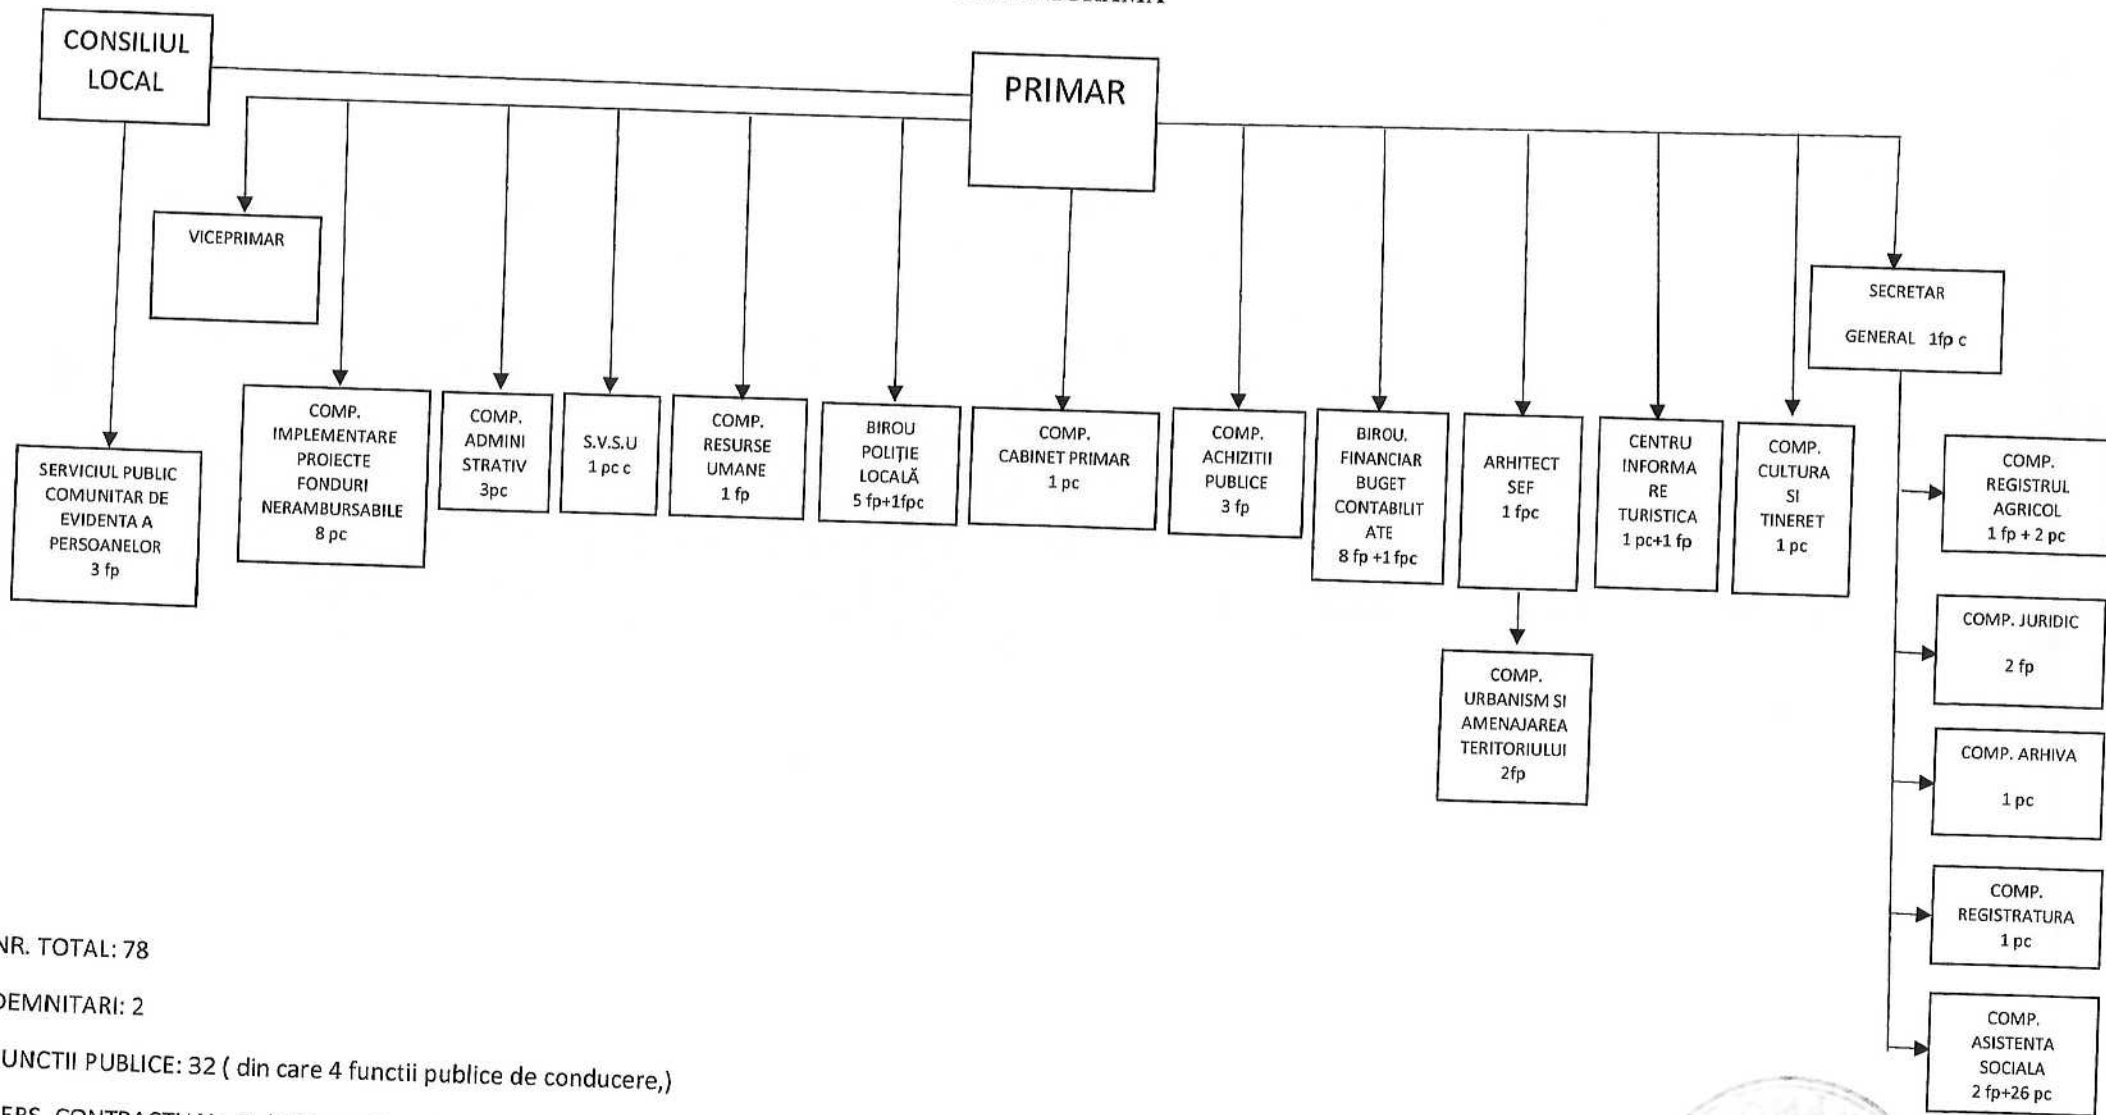 CONSILIUL
LOCAL
PRIMAR
VICEPRIMAR
SECRETAR
GENERAL 1fp c
SERVICIUL PUBLIC
COMUNITAR DE
EVIDENTA A
PERSOANELOR
3 fp
COMP.
IMPLEMENTARE
PROIECTE
FONDURI
NERAMBURSABILE
8 pc
COMP.
ADMINI
STRATIV
3pc
S.V.S.U
1 pc c
COMP.
RESURSE
UMANE
1 fp
BIROU
POLIȚIE
LOCALĂ
5 fp+1fpc
COMP.
CABINET PRIMAR
1 pc
COMP.
ACHIZITII
PUBLICE
3 fp
BIROU.
FINANCIAR
BUGET
CONTABILIT
ATE
8 fp +1 fpc
ARHITECT
SEF
1 fpc
CENTRU
INFORMA
RE
TURISTICA
1 pc+1 fp
COMP.
CULTURA
SI
TINERET
1 pc
COMP.
REGISTRUL
AGRICOL
1 fp + 2 pc
COMP. JURIDIC
2 fp
COMP.
URBANISM SI
AMENAJAREA
TERITORIULUI
2fp
COMP. ARHIVA
1 pc
COMP.
REGISTRATURA
1 pc
COMP.
ASISTENTA
SOCIALA
2 fp+26 pc
NR. TOTAL: 78
DEMNITARI: 2
UNCTII PUBLICE: 32 ( din care 4 functii publice de conducere,)